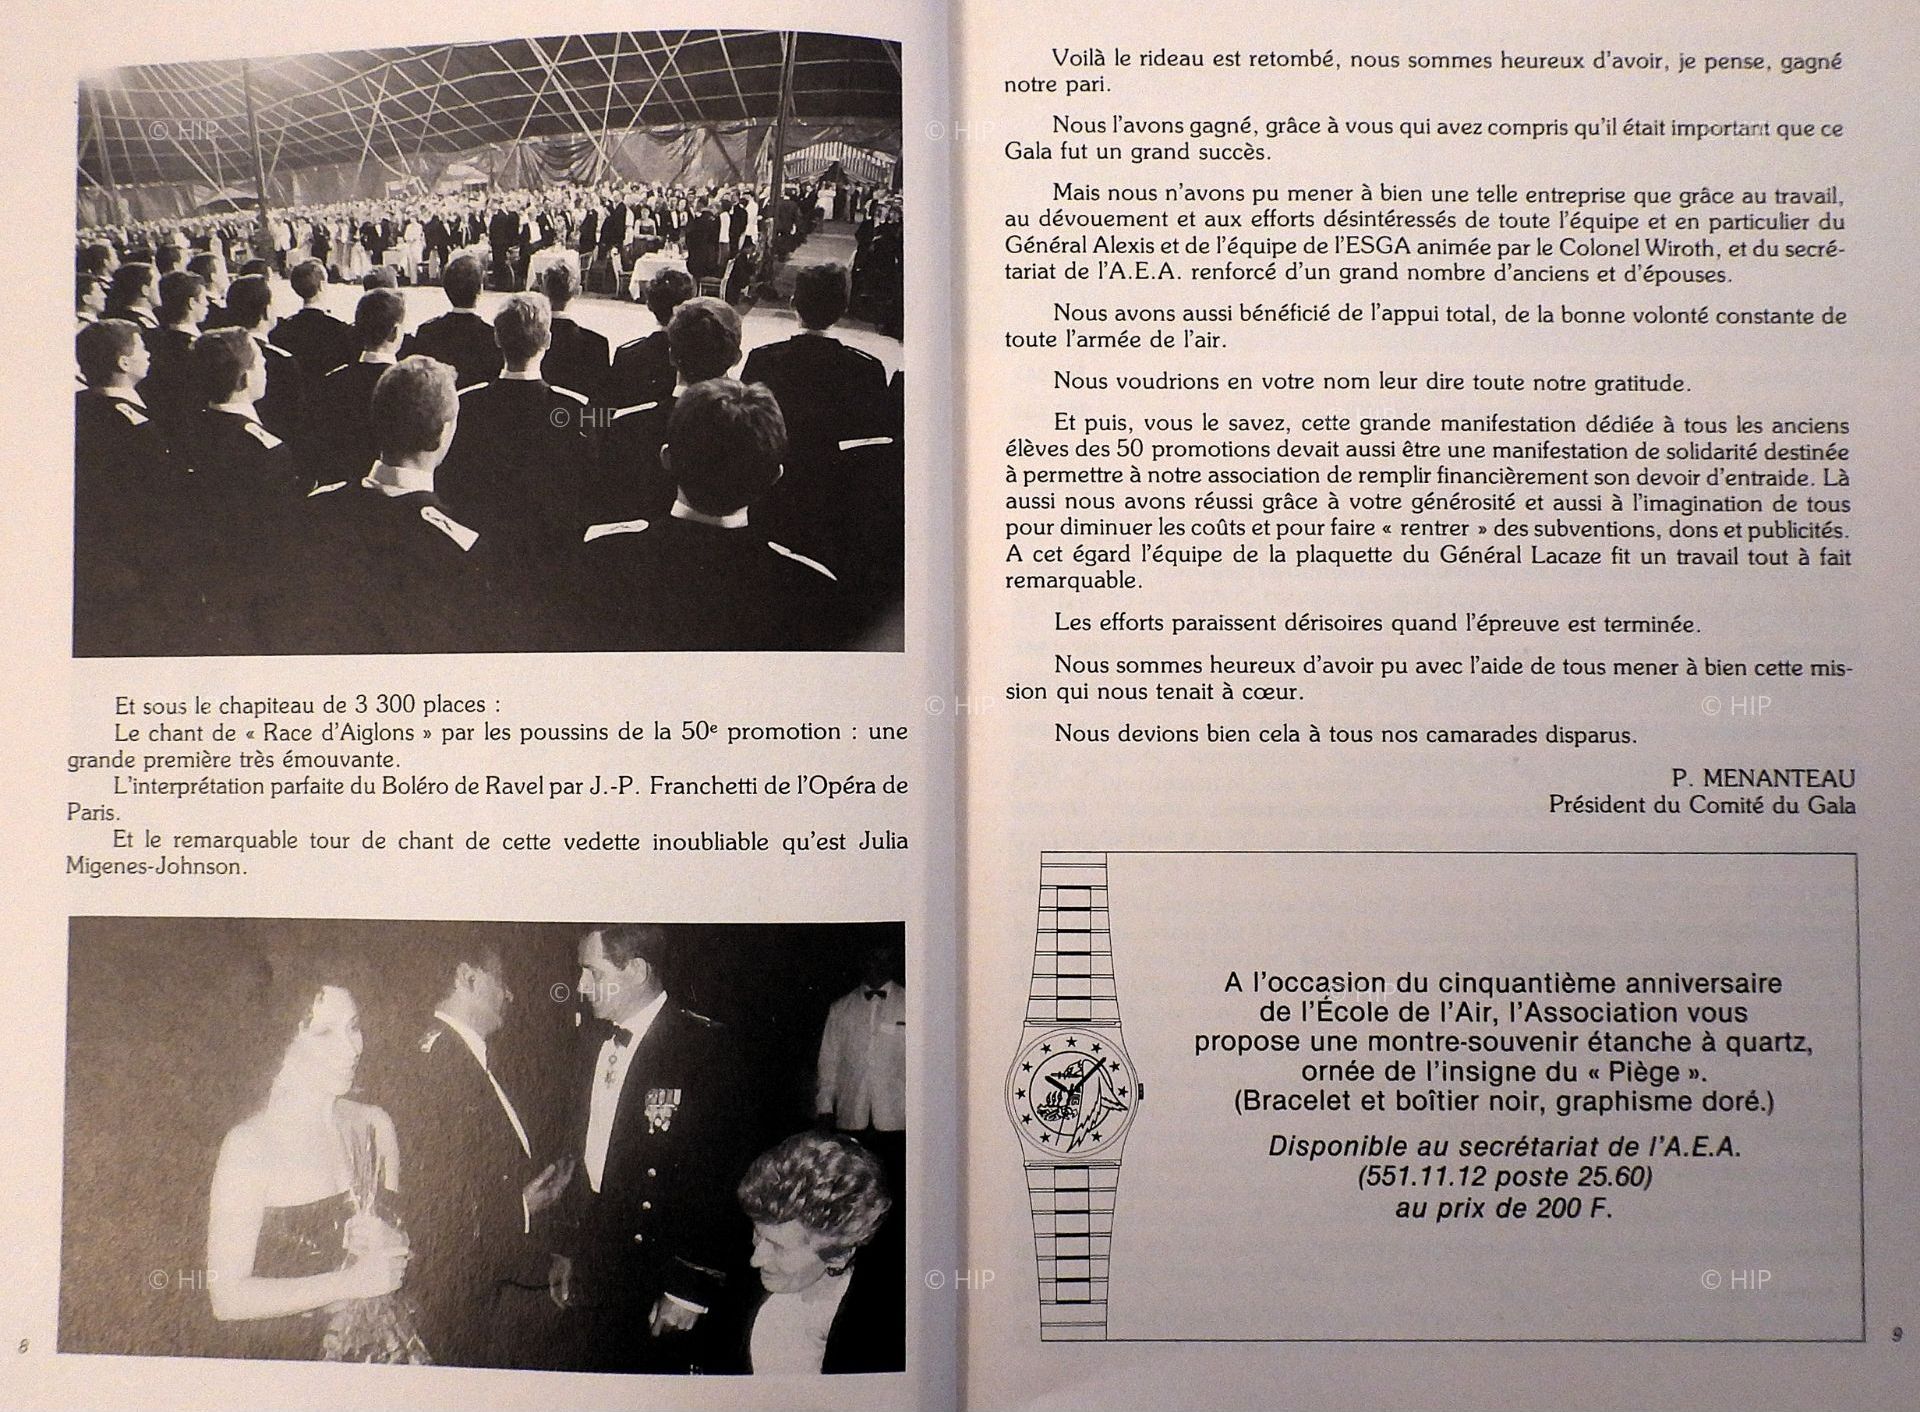 Et sous le chapiteau de 3 300 places :
Le chant de « Race d'Aiglons » par les poussins de la 50e promotion : une
grande première très émouvante.
L'interprétation parfaite du Boléro de Ravel par J.-P. Franchetti de l'Opéra de
Paris.
Et le remarquable tour de chant de cette vedette inoubliable qu'est Julia
Migenes-Johnson.
8
Voilà le rideau est retombé, nous sommes heureux d'avoir, je pense, gagné
notre pari.
Nous l'avons gagné, grâce à vous qui avez compris qu'il était important que ce
Gala fut un grand succès.
Mais nous n'avons pu mener à bien une telle entreprise que grâce au travail,
au dévouement et aux efforts désintéressés de toute l'équipe et en particulier du
Général Alexis et de l'équipe de l'ESGA animée par le Colonel Wiroth, et du secré-
tariat de l'A.E.A. renforcé d'un grand nombre d'anciens et d'épouses.
Nous avons aussi bénéficié de l'appui total, de la bonne volonté constante de
toute l'armée de l'air.
Nous voudrions en votre nom leur dire toute notre gratitude.
Et puis, vous le savez, cette grande manifestation dédiée à tous les anciens
élèves des 50 promotions devait aussi être une manifestation de solidarité destinée
à permettre à notre association de remplir financièrement son devoir d'entraide. Là
aussi nous avons réussi grâce à votre générosité et aussi à l'imagination de tous
pour diminuer les coûts et pour faire « rentrer » des subventions, dons et publicités.
A cet égard l'équipe de la plaquette du Général Lacaze fit un travail tout à fait
remarquable.
Les efforts paraissent dérisoires quand l'épreuve est terminée.
Nous sommes heureux d'avoir pu avec l'aide de tous mener à bien cette mis-
sion qui nous tenait à cœur.
Nous devions bien cela à tous nos camarades disparus.
P. MENANTEAU
Président du Comité du Gala
A l'occasion du cinquantième anniversaire
de l'École de l'Air, l'Association vous
propose une montre-souvenir étanche à quartz,
ornée de l'insigne du « Piège ».
(Bracelet et boîtier noir, graphisme doré.)
Disponible au secrétariat de l'A.E.A.
(551.11.12 poste 25.60)
au prix de 200 F.
9
© HIP
© HIP
© HIP
© HIP
© HIP
© HIP
© HIP
© HIP
© HIP
© HIP